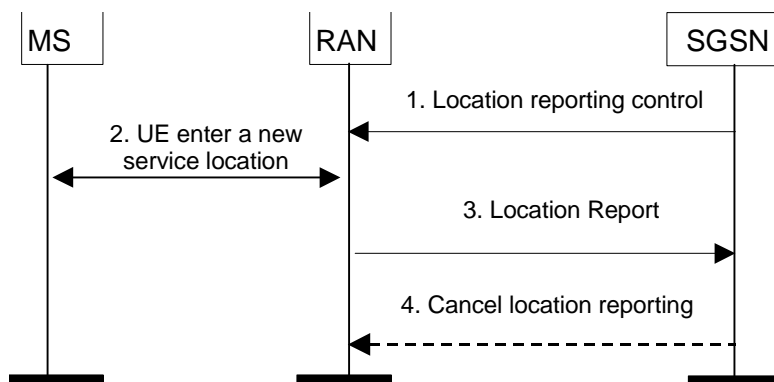 MS
RAN
SGSN
1. Location reporting control
2. UE enter a new
service location
3. Location Report
4. Cancel location reporting